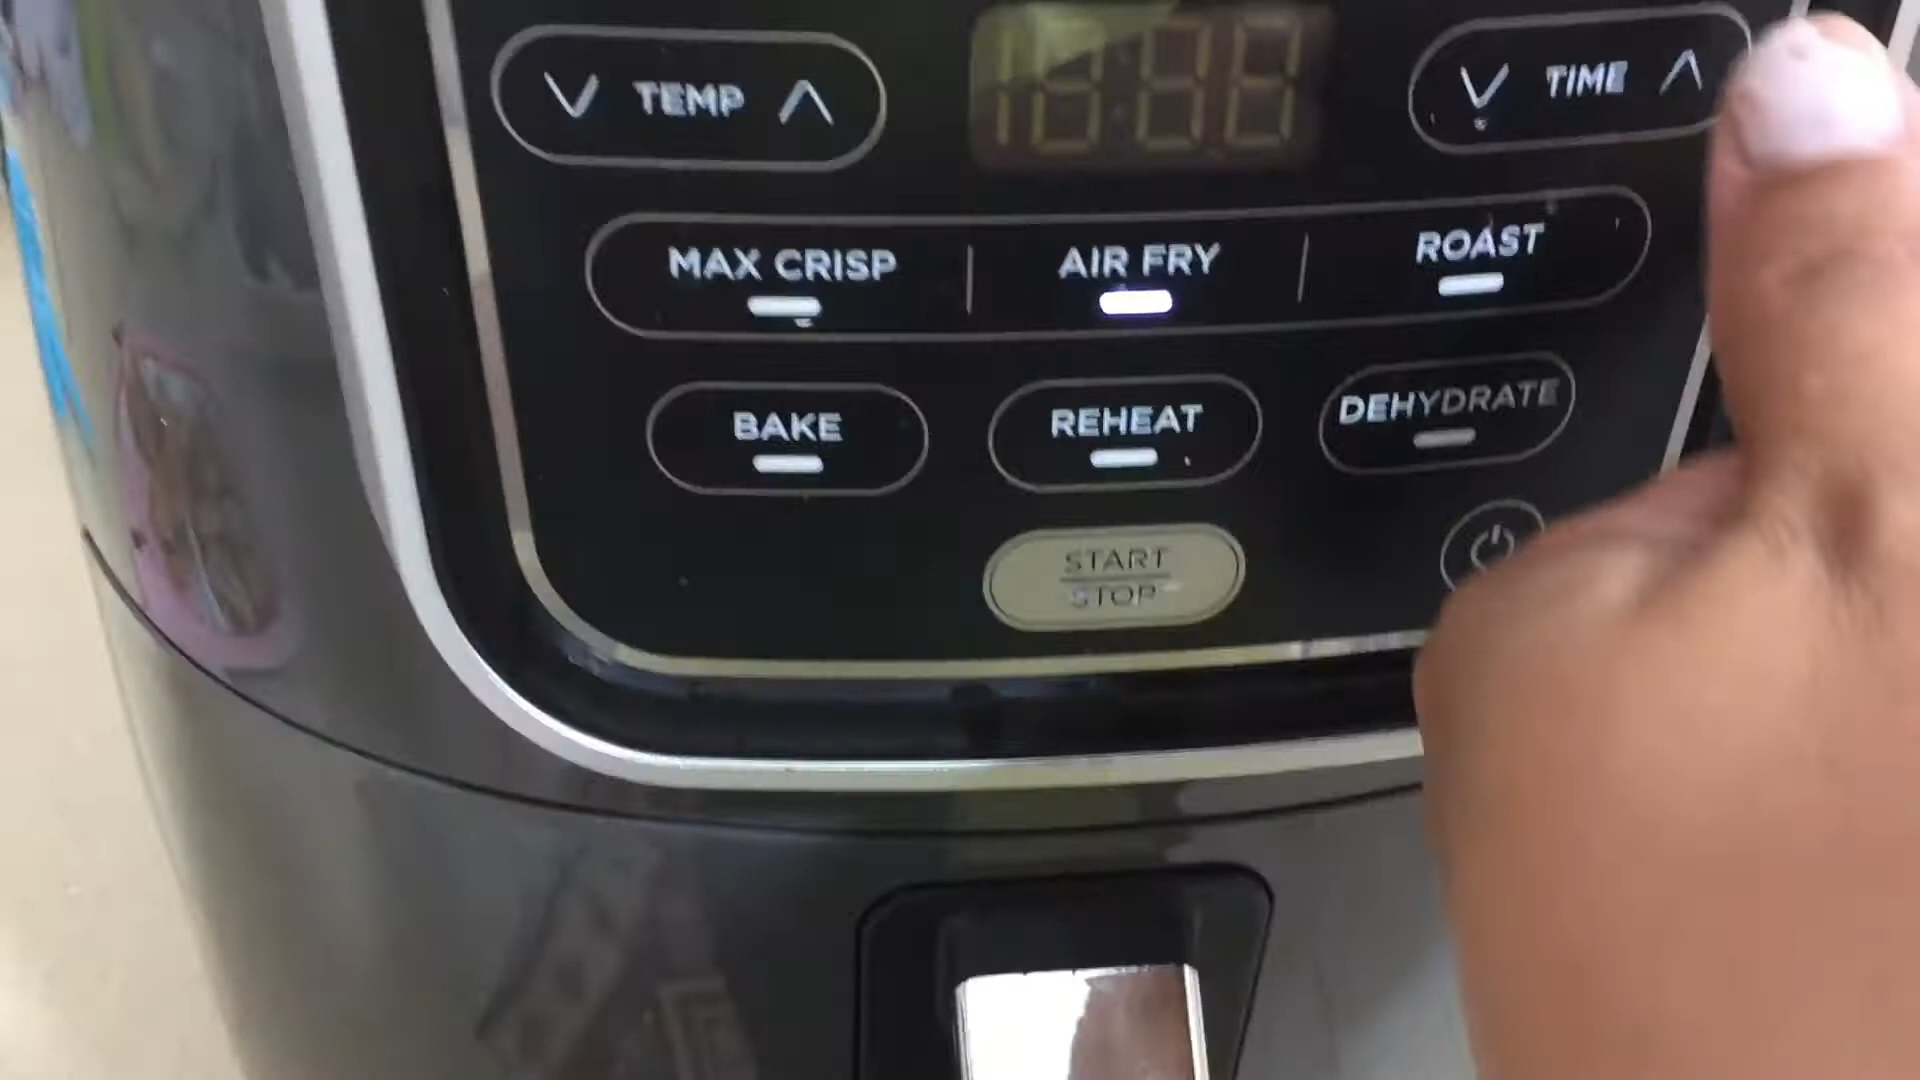 TEMP
TIME
MAX CRISP
AIR FRY
ROAST
BAKE
REHEAT
DEHYDRATE
START
STOP